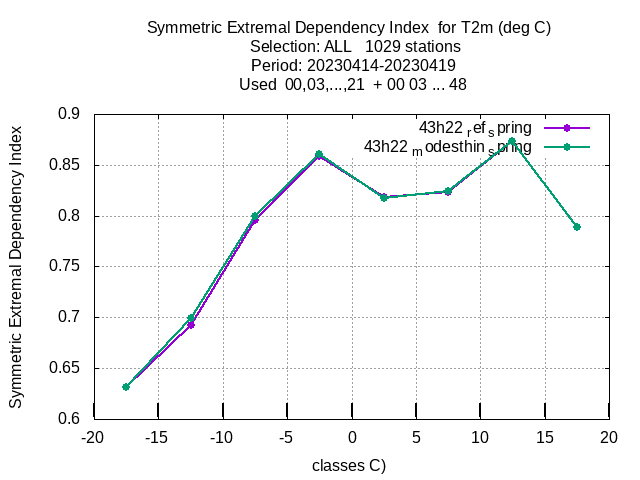 Symmetric Extremal Dependency Index  for T2m (deg C)
Selection: ALL   1029 stations
Period: 20230414-20230419
Used  00,03,...,21  + 00 03 ... 48
Symmetric Extremal Dependency Index
0.9
0.85
0.8
0.75
0.7
0.65
0.6
43h22 ref spring
43h22 modesthin spring
-20 -15 -10 -5 0 5 10 15 20
classes C)